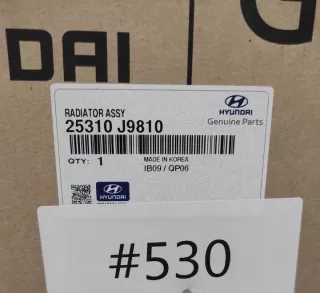 DAI
G
RADIATOR ASSY
25310 J9810
HYUNDAI
Genuine Parts
QTY: 1
MADE IN KOREA
IB09 / QP06
HYUNDAI
#530